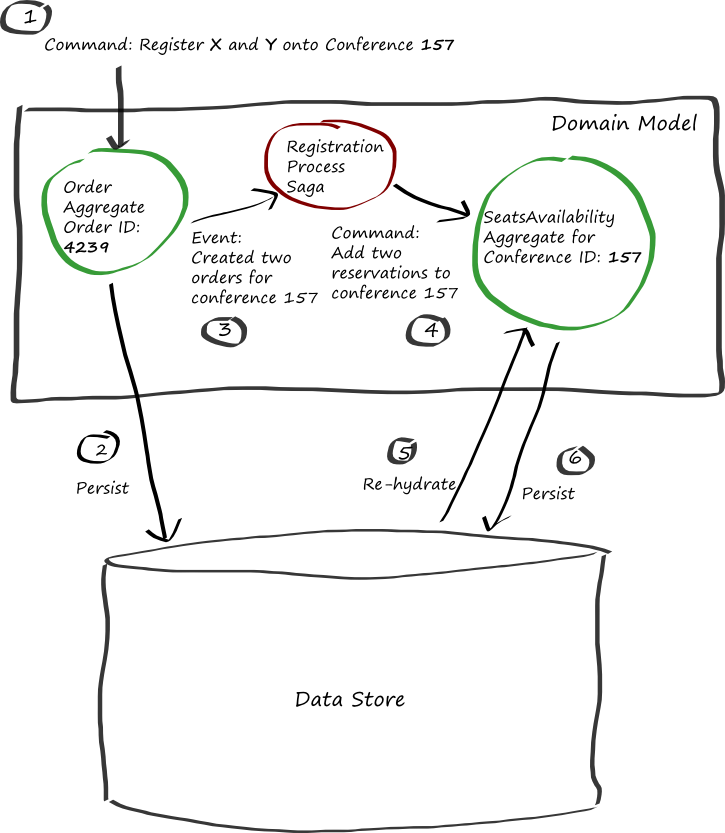 1
Command: Register X and Y onto Conference 157
Domain Model
Order
Aggregate
Order ID:
4239
Registration
Process
Saga
SeatsAvailability
Aggregate for
Conference ID: 157
Event:
Created two
orders for
conference 157
3
Command:
Add two
reservations to
conference 157
4
2
Persist
5
Re-hydrate
6
Persist
Data Store